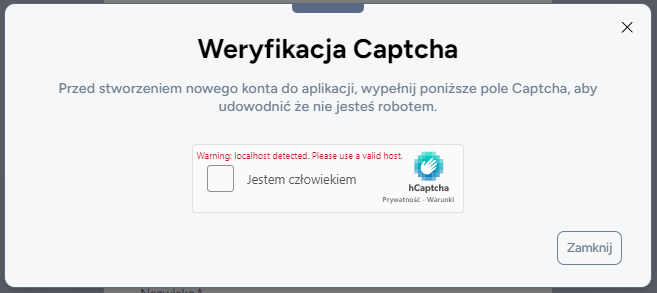 Weryfikacja Captcha
Przed stworzeniem nowego konta do aplikacji, wypełnij poniższe pole Captcha, aby
udowodnić że nie jesteś robotem.
Warning: localhost detected. Please use a valid host.
Jestem człowiekiem
hCaptcha
Prywatność - Warunki
Zamknij